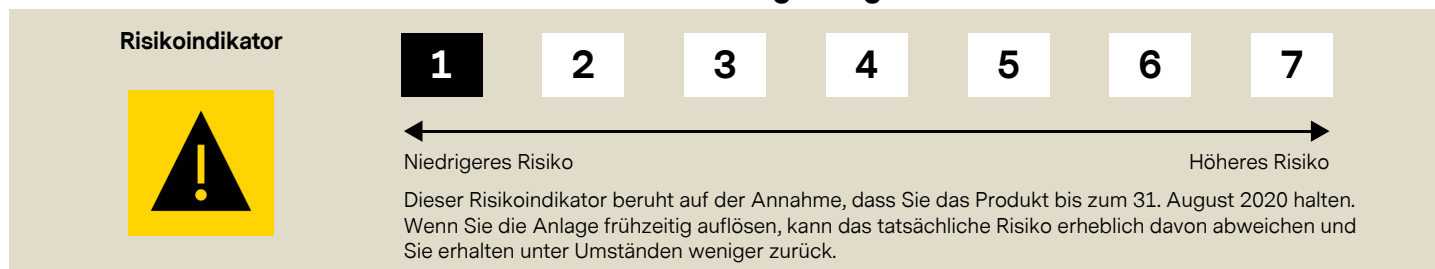 Risikoindikator
1 2 3 4 5 6 7
Niedrigeres Risiko Höheres Risiko
Dieser Risikoindikator beruht auf der Annahme, dass Sie das Produkt bis zum 31. August 2020 halten.
Wenn Sie die Anlage frühzeitig auflösen, kann das tatsächliche Risiko erheblich davon abweichen und
Sie erhalten unter Umständen weniger zurück.